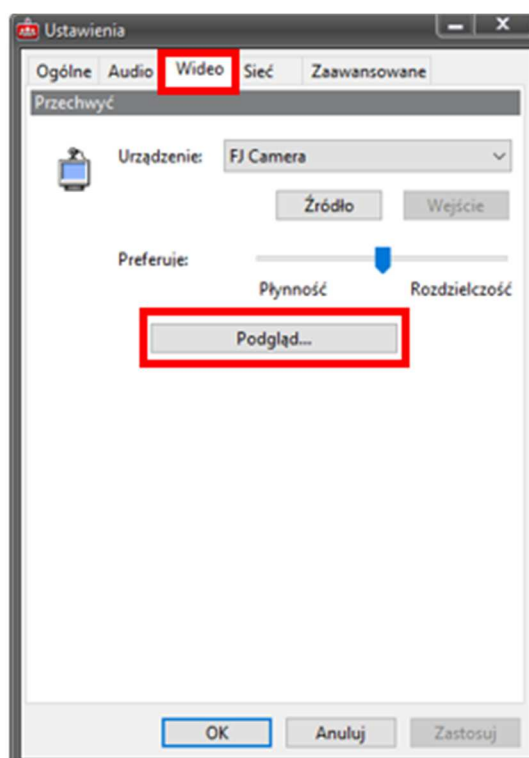 Ustawienia
Ogólne Audio Wideo Sieć Zaawansowane
Przechwyć
Urządzenie: FJ Camera
Źródło Wejście
Preferuje:
Płynność Rozdzielczość
Podgląd...
OK Anuluj Zastosuj